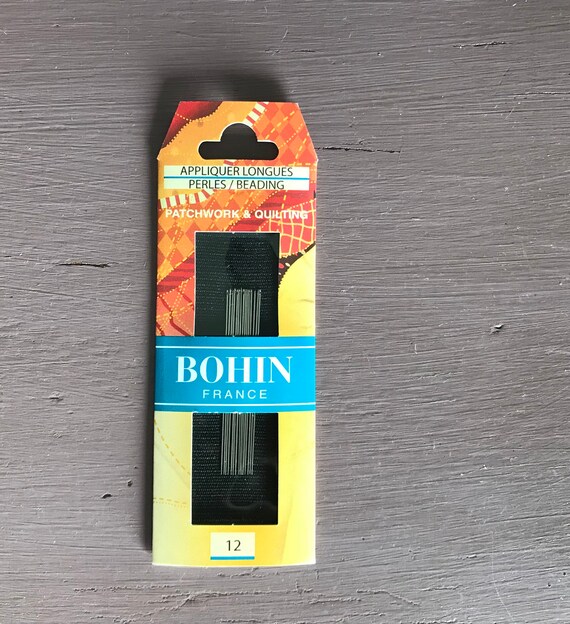 APPLIQUER LONGUES
PERLES / BEADING
PATCHWORK & QUILTING
BOHIN
FRANCE
12